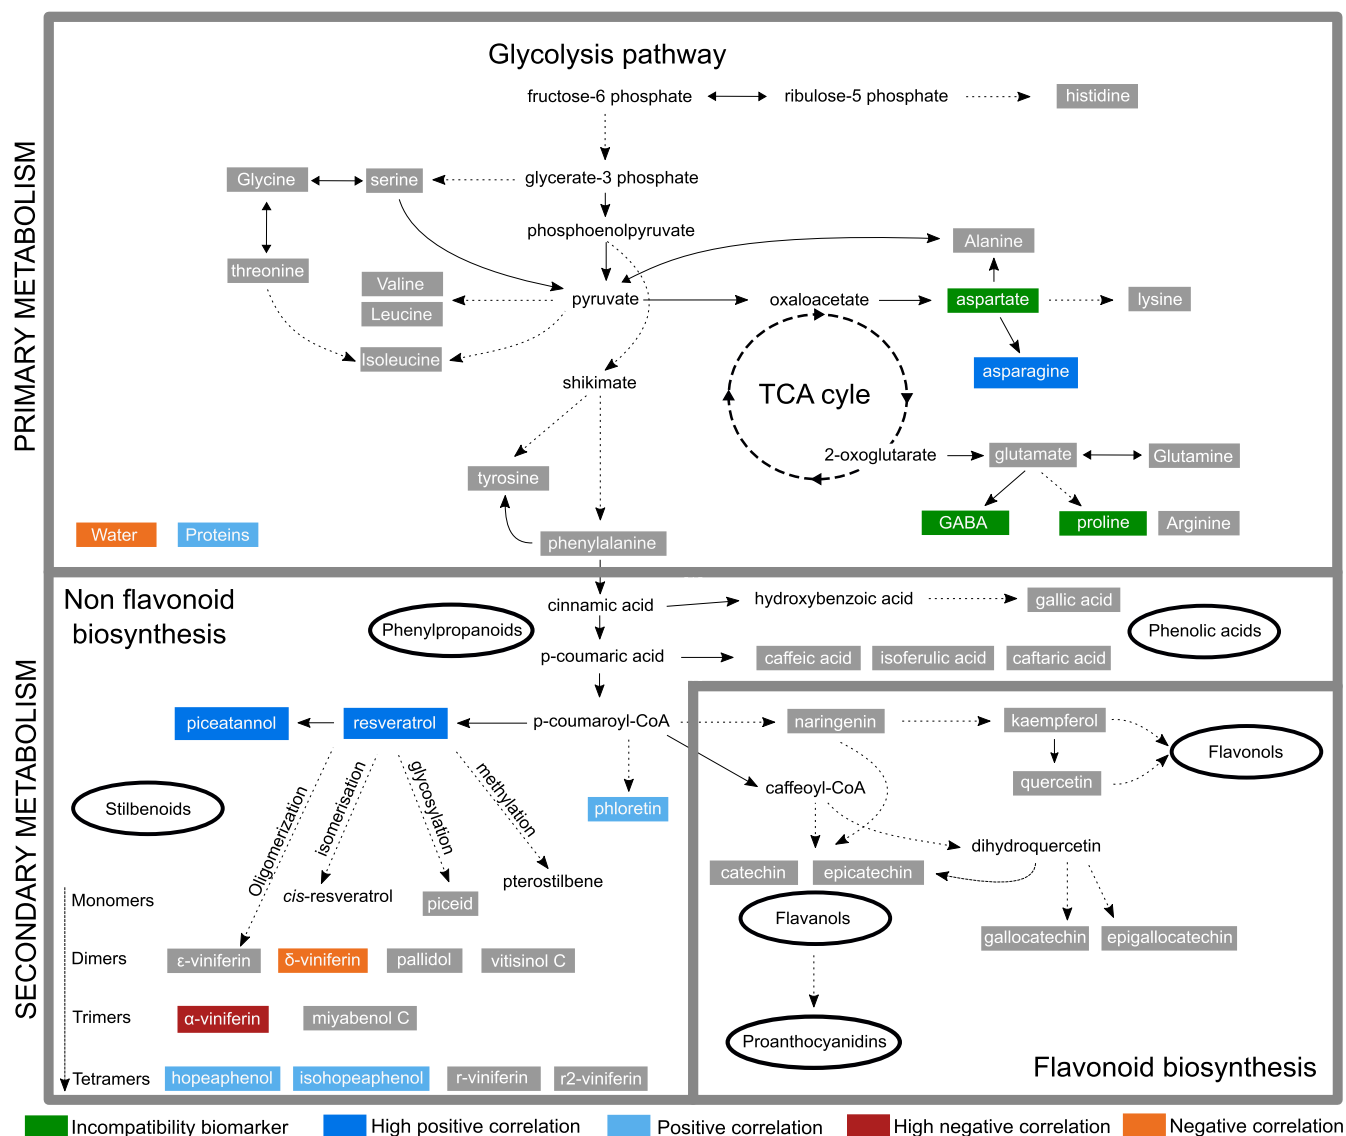 PRIMARY METABOLISM
Glycolysis pathway
fructose-6 phosphate
ribulose-5 phosphate
histidine
Glycine
serine
glycerate-3 phosphate
phosphoenolpyruvate
Alanine
threonine
Valine
Leucine
pyruvate
oxaloacetate
aspartate
lysine
Isoleucine
asparagine
shikimate
TCA cyle
2-oxoglutarate
glutamate
Glutamine
tyrosine
GABA
proline
Arginine
Water
Proteins
phenylalanine
SECONDARY METABOLISM
Non flavonoid
biosynthesis
Phenylpropanoids
cinnamic acid
hydroxybenzoic acid
gallic acid
Phenolic acids
p-coumaric acid
caffeic acid
isoferulic acid
caftaric acid
piceatannol
resveratrol
p-coumaroyl-CoA
naringenin
kaempferol
Flavonols
quercetin
Stilbenoids
Oligomerization
isomerisation
glycosylation
methylation
phloretin
caffeoyl-CoA
dihydroquercetin
catechin
epicatechin
Monomers
cis-resveratrol
piceid
pterostilbene
Flavanols
gallocatechin
epigallocatechin
Dimers
ε-viniferin
δ-viniferin
pallidol
vitisinol C
Trimers
α-viniferin
miyabenol C
Proanthocyanidins
Flavonoid biosynthesis
Tetramers
hopeaphenol
isohopeaphenol
r-viniferin
r2-viniferin
Incompatibility biomarker
High positive correlation
Positive correlation
High negative correlation
Negative correlation